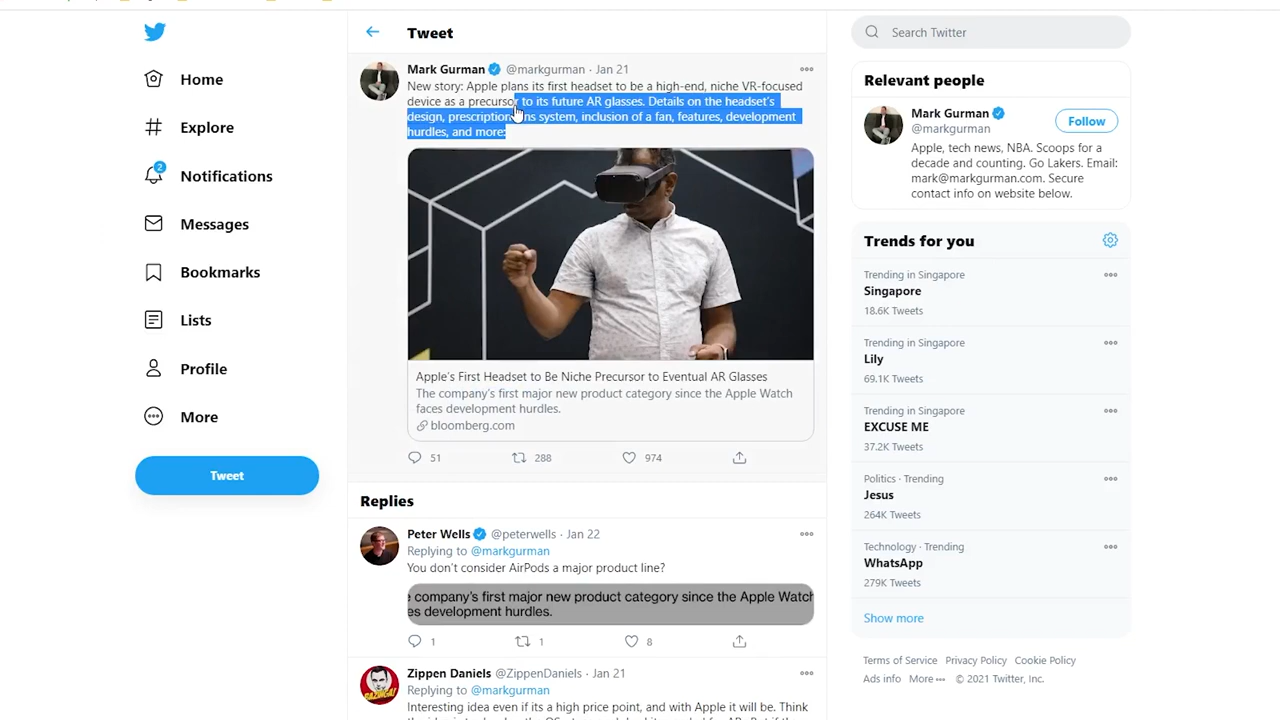 Home
Explore
2
Notifications
Messages
Bookmarks
Lists
Profile
More
Tweet
Tweet
Mark Gurman @markgurman · Jan 21
New story: Apple plans its first headset to be a high-end, niche VR-focused
device as a precursor to its future AR glasses. Details on the headset's
design, prescription ns system, inclusion of a fan, features, development
hurdles, and more:
Apple's First Headset to Be Niche Precursor to Eventual AR Glasses
The company's first major new product category since the Apple Watch
faces development hurdles.
bloomberg.com
51 288 974
Replies
Peter Wells @peterwells · Jan 22
Replying to @markgurman
You don't consider AirPods a major product line?
company's first major new product category since the Apple Watch
es development hurdles.
1 1 8
Zippen Daniels @ZippenDaniels · Jan 21
Replying to @markgurman
Interesting idea even if its a high price point, and with Apple it will be. Think
Search Twitter
Relevant people
Mark Gurman
@markgurman
Follow
Apple, tech news, NBA. Scoops for a
decade and counting. Go Lakers. Email:
mark@markgurman.com. Secure
contact info on website below.
Trends for you
Trending in Singapore
Singapore
18.6K Tweets
Trending in Singapore
Lily
69.1K Tweets
Trending in Singapore
EXCUSE ME
37.2K Tweets
Politics · Trending
Jesus
264K Tweets
Technology · Trending
WhatsApp
279K Tweets
Show more
Terms of Service Privacy Policy Cookie Policy
Ads info More ••• © 2021 Twitter, Inc.